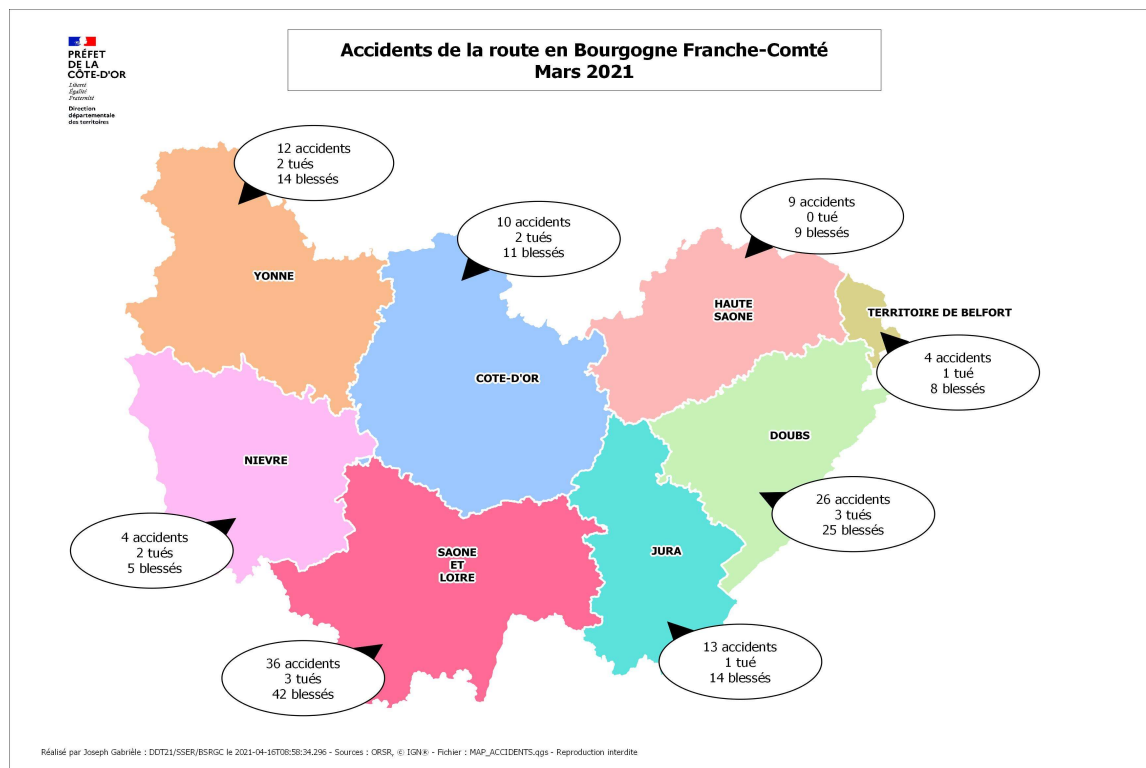 PRÉFET
DE LA
CÔTE-D'OR
Liberté
Égalité
Fraternité
Direction
départementale
des territoires
Accidents de la route en Bourgogne Franche-Comté
Mars 2021
12 accidents
2 tués
14 blessés
10 accidents
2 tués
11 blessés
9 accidents
0 tué
9 blessés
YONNE
HAUTE
SAONE
TERRITOIRE DE BELFORT
4 accidents
1 tué
8 blessés
COTE-D'OR
DOUBS
NIEVRE
26 accidents
3 tués
25 blessés
4 accidents
2 tués
5 blessés
SAONE
ET
LOIRE
JURA
13 accidents
1 tué
14 blessés
36 accidents
3 tués
42 blessés
Réalisé par Joseph Gabrièle : DDT21/SSER/BSRGC le 2021-04-16T08:58:34.296 - Sources : ORSR, © IGN® - Fichier : MAP_ACCIDENTS.qgs - Reproduction interdite